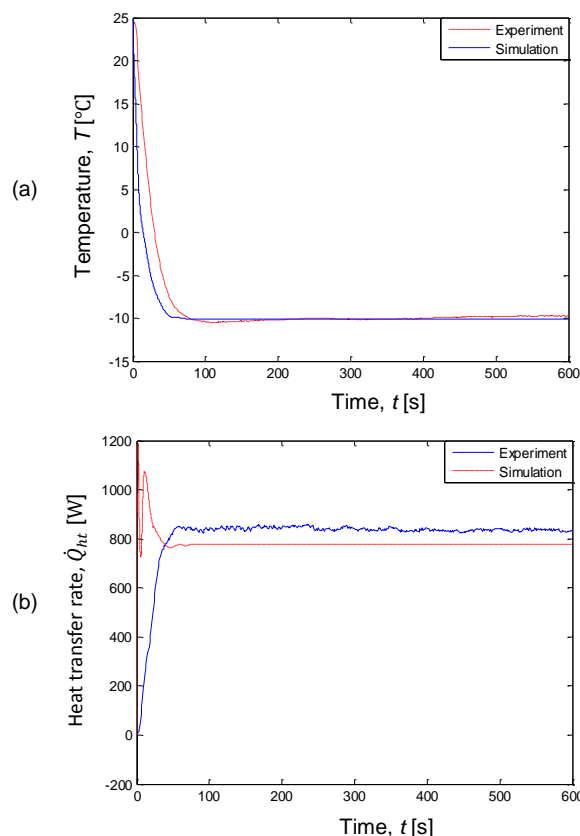 (a)
Temperature, T [°C]
25
20
15
10
5
0
-5
-10
-15
Experiment
Simulation
0 100 200 300 400 500 600
Time, t [s]
(b)
Heat transfer rate, Q̇ht [W]
1200
1000
800
600
400
200
0
-200
Experiment
Simulation
0 100 200 300 400 500 600
Time, t [s]